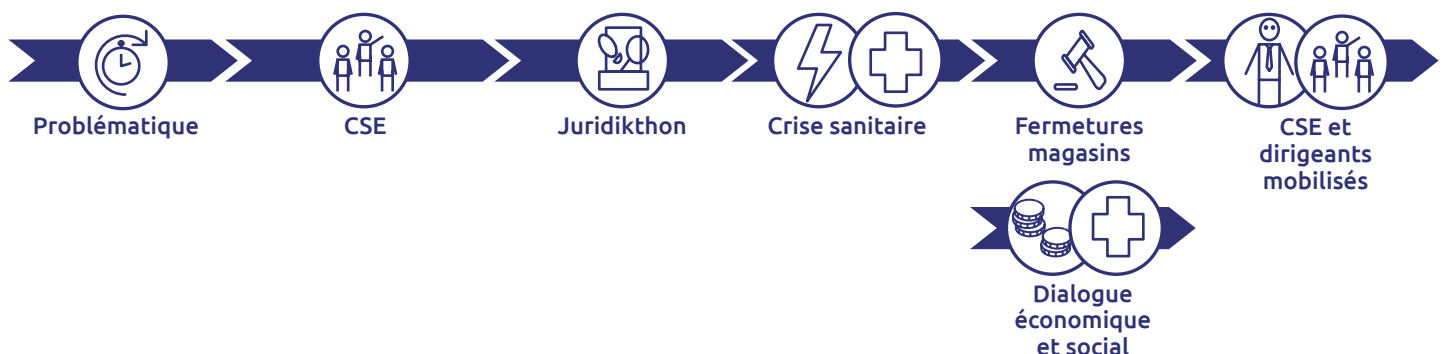 Problématique
CSE
Juridikthon
Crise sanitaire
Fermetures
magasins
CSE et
dirigeants
mobilisés
Dialogue
économique
et social